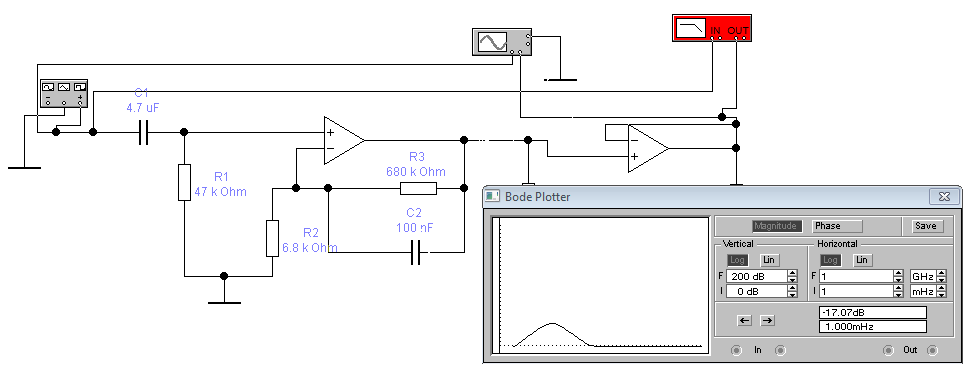 IN OUT
C1
4.7 uF
- +
+
-
-
+
R1
47 k Ohm
R3
680 k Ohm
C2
100 nF
R2
6.8 k Ohm
Bode Plotter
Magnitude Phase Save
Vertical Horizontal
Log Lin Log Lin
F 200 dB F 1 GHz
I 0 dB I 1 mHz
-17.07dB
1.000mHz
In Out